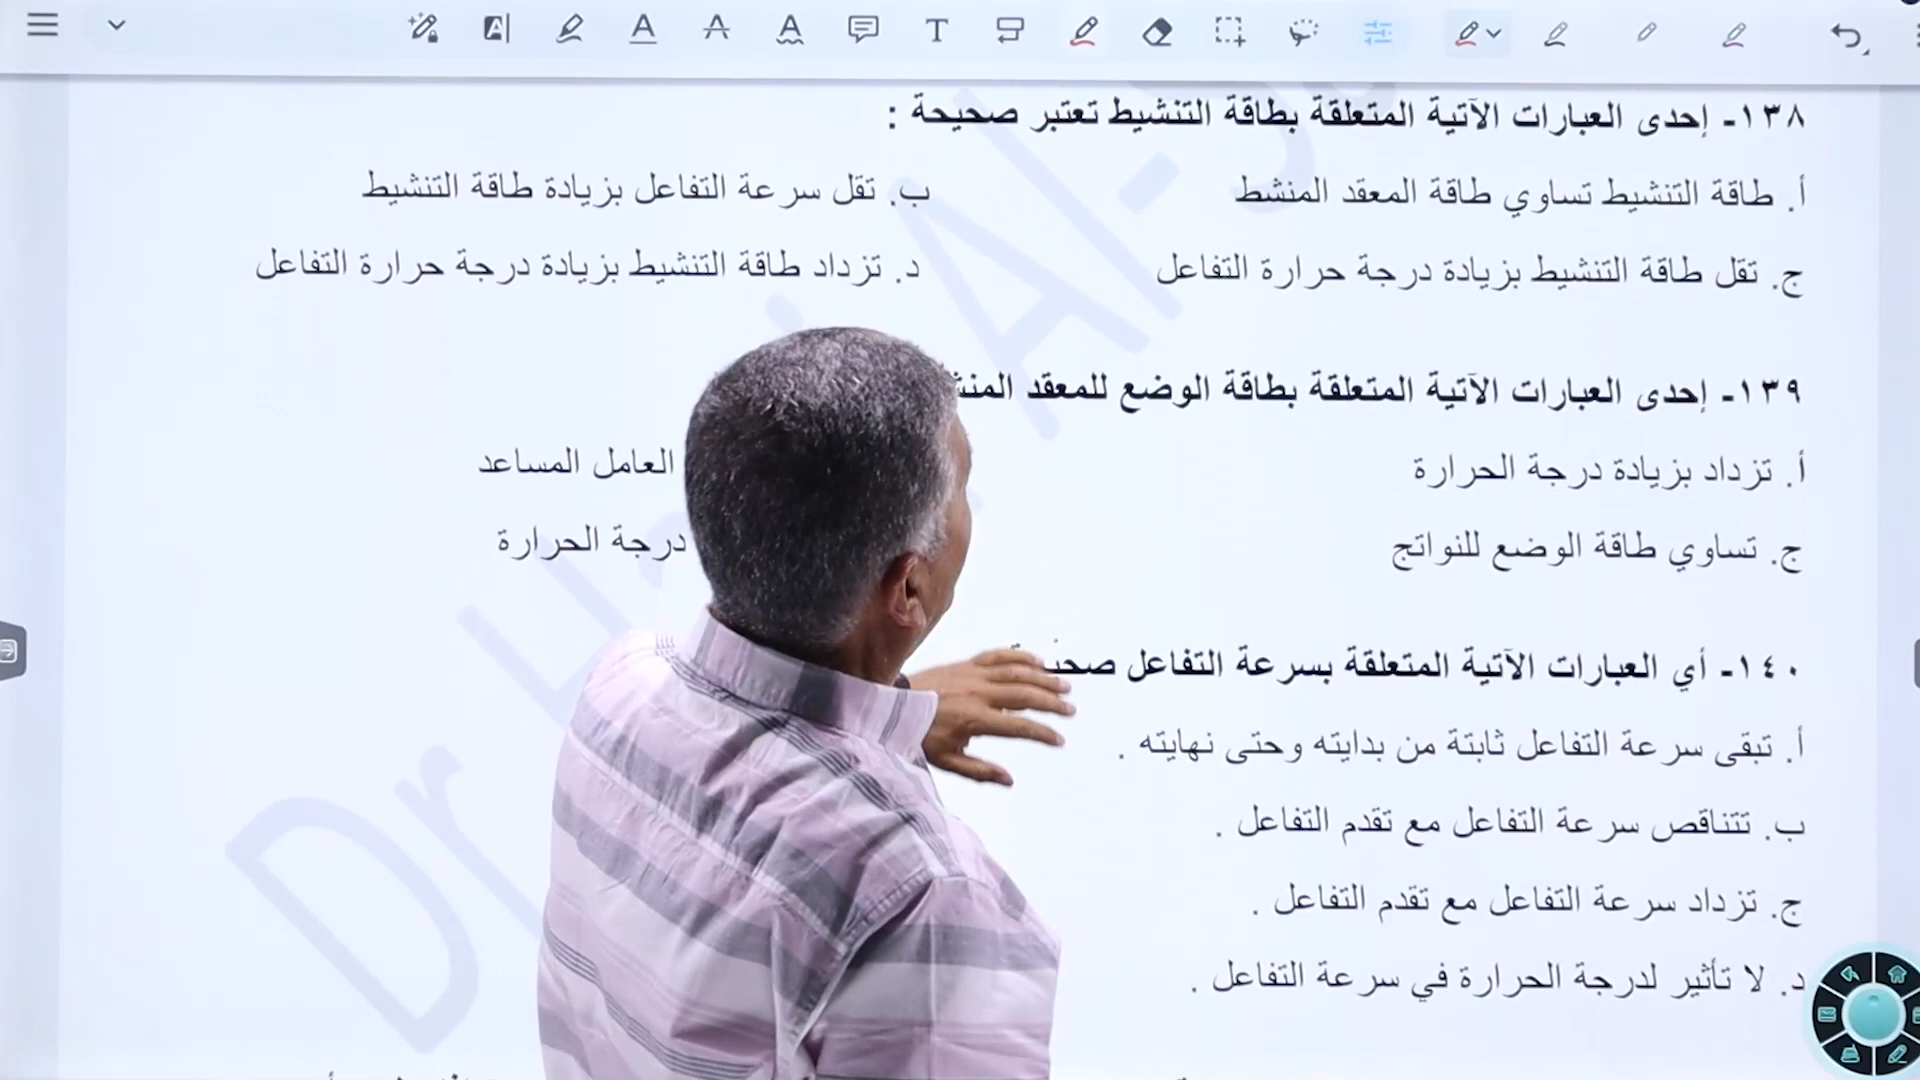 ١٣٨- إحدى العبارات الآتية المتعلقة بطاقة التنشيط تعتبر صحيحة :
أ. طاقة التنشيط تساوي طاقة المعقد المنشط
ب. تقل سرعة التفاعل بزيادة طاقة التنشيط
ج. تقل طاقة التنشيط بزيادة درجة حرارة التفاعل
د. تزداد طاقة التنشيط بزيادة درجة حرارة التفاعل
١٣٩- إحدى العبارات الآتية المتعلقة بطاقة الوضع للمعقد
أ. تزداد بزيادة درجة الحرارة
العامل المساعد
ج. تساوي طاقة الوضع للنواتج
درجة الحرارة
١٤٠- أي العبارات الآتية المتعلقة بسرعة التفاعل
أ. تبقى سرعة التفاعل ثابتة من بدايته وحتى نهايته .
ب. تتناقص سرعة التفاعل مع تقدم التفاعل .
ج. تزداد سرعة التفاعل مع تقدم التفاعل .
د. لا تأثير لدرجة الحرارة في سرعة التفاعل .
Dr